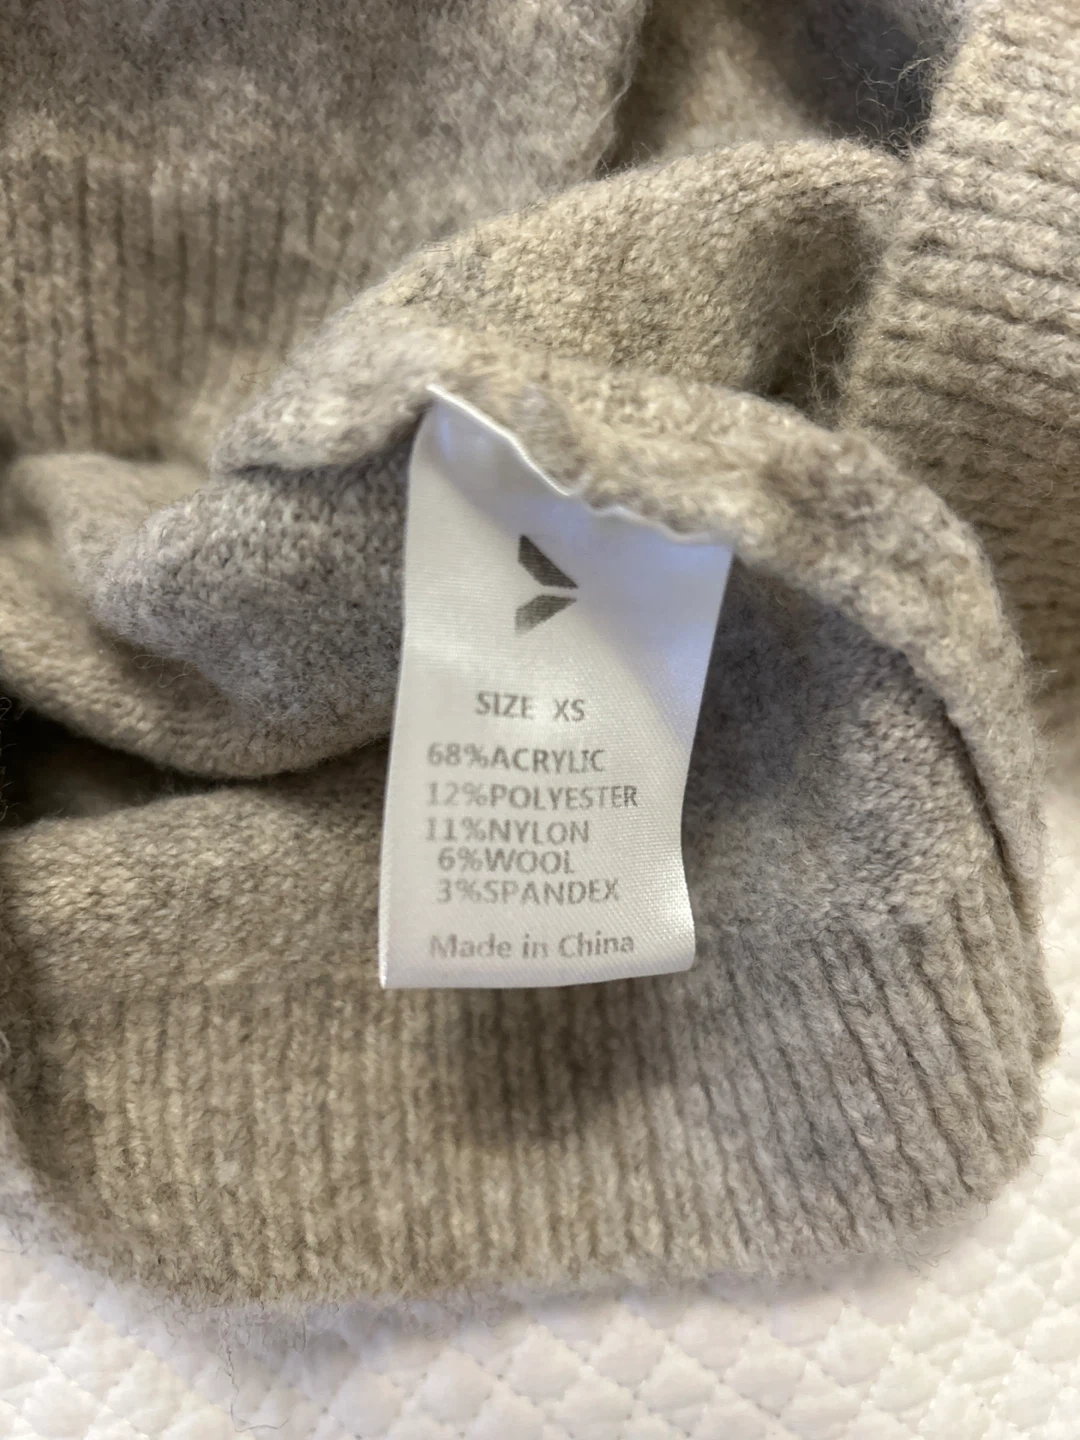 SIZE XS
68%ACRYLIC
12%POLYESTER
11%NYLON
6%WOOL
3%SPANDEX
Made in China